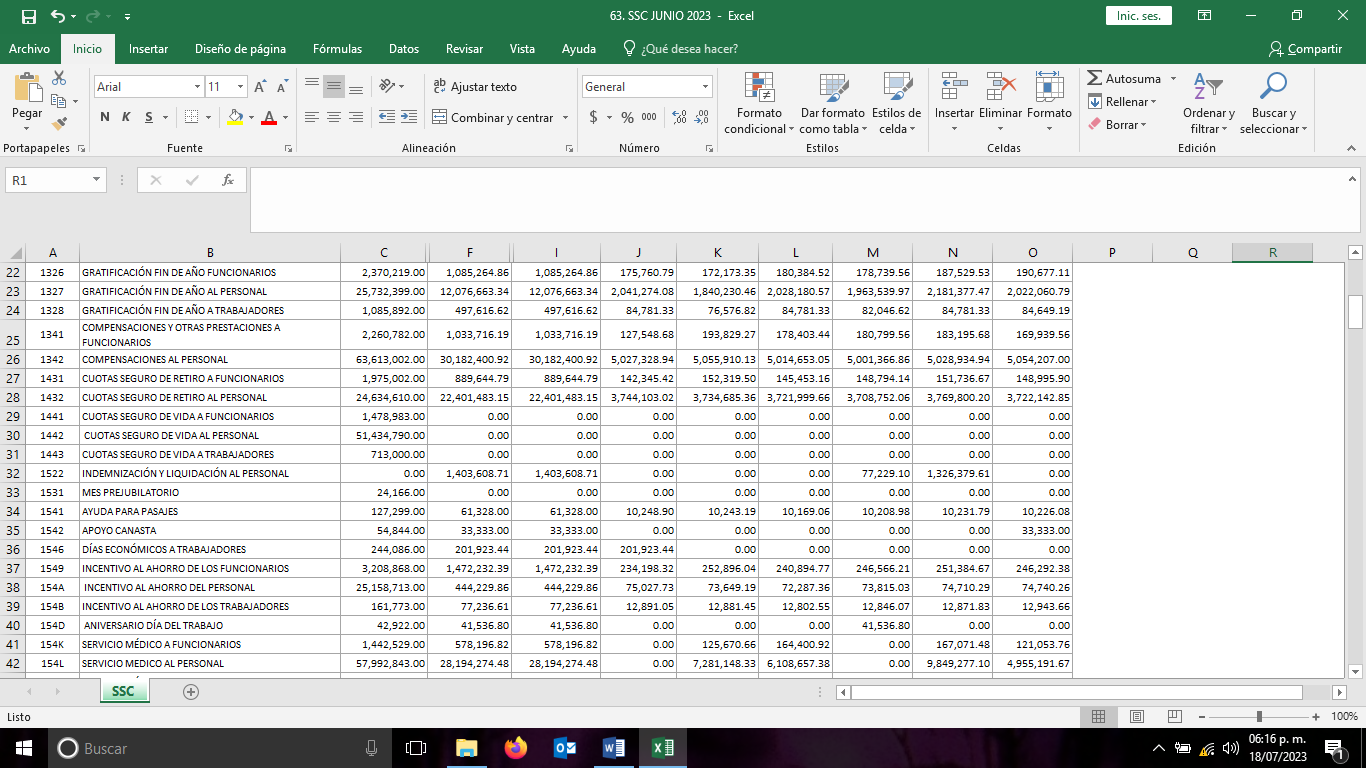 63. SSC JUNIO 2023 - Excel
Inic. ses.
Archivo Inicio Insertar Diseño de página Fórmulas Datos Revisar Vista Ayuda ¿Qué desea hacer? Compartir
Pegar
Portapapeles
Arial 11
N K S
Fuente
Ajustar texto
Combinar y centrar
Alineación
General
$ % 000
Número
Formato condicional
Dar formato como tabla
Estilos de celda
Estilos
Insertar Eliminar Formato
Celdas
Autosuma
Rellenar
Borrar
Ordenar y filtrar
Buscar y seleccionar
Edición
R1 fx
A B C F I J K L M N O P Q R
22 1326 GRATIFICACIÓN FIN DE AÑO FUNCIONARIOS 2,370,219.00 1,085,264.86 1,085,264.86 175,760.79 172,173.35 180,384.52 178,739.56 187,529.53 190,677.11
23 1327 GRATIFICACIÓN FIN DE AÑO AL PERSONAL 25,732,399.00 12,076,663.34 12,076,663.34 2,041,274.08 1,840,230.46 2,028,180.57 1,963,539.97 2,181,377.47 2,022,060.79
24 1328 GRATIFICACIÓN FIN DE AÑO A TRABAJADORES 1,085,892.00 497,616.62 497,616.62 84,781.33 76,576.82 84,781.33 82,046.62 84,781.33 84,649.19
25 1341 COMPENSACIONES Y OTRAS PRESTACIONES A FUNCIONARIOS 2,260,782.00 1,033,716.19 1,033,716.19 127,548.68 193,829.27 178,403.44 180,799.56 183,195.68 169,939.56
26 1342 COMPENSACIONES AL PERSONAL 63,613,002.00 30,182,400.92 30,182,400.92 5,027,328.94 5,055,910.13 5,014,653.05 5,001,366.86 5,028,934.94 5,054,207.00
27 1431 CUOTAS SEGURO DE RETIRO A FUNCIONARIOS 1,975,002.00 889,644.79 889,644.79 142,345.42 152,319.50 145,453.16 148,794.14 151,736.67 148,995.90
28 1432 CUOTAS SEGURO DE RETIRO AL PERSONAL 24,634,610.00 22,401,483.15 22,401,483.15 3,744,103.02 3,734,685.36 3,721,999.66 3,708,752.06 3,769,800.20 3,722,142.85
29 1441 CUOTAS SEGURO DE VIDA A FUNCIONARIOS 1,478,983.00 0.00 0.00 0.00 0.00 0.00 0.00 0.00 0.00
30 1442 CUOTAS SEGURO DE VIDA AL PERSONAL 51,434,790.00 0.00 0.00 0.00 0.00 0.00 0.00 0.00 0.00
31 1443 CUOTAS SEGURO DE VIDA A TRABAJADORES 713,000.00 0.00 0.00 0.00 0.00 0.00 0.00 0.00 0.00
32 1522 INDEMNIZACIÓN Y LIQUIDACIÓN AL PERSONAL 0.00 1,403,608.71 1,403,608.71 0.00 0.00 0.00 77,229.10 1,326,379.61 0.00
33 1531 MES PREJUBILATORIO 24,166.00 0.00 0.00 0.00 0.00 0.00 0.00 0.00 0.00
34 1541 AYUDA PARA PASAJES 127,299.00 61,328.00 61,328.00 10,248.90 10,243.19 10,169.06 10,208.98 10,231.79 10,226.08
35 1542 APOYO CANASTA 54,844.00 33,333.00 33,333.00 0.00 0.00 0.00 0.00 0.00 33,333.00
36 1546 DÍAS ECONÓMICOS A TRABAJADORES 244,086.00 201,923.44 201,923.44 201,923.44 0.00 0.00 0.00 0.00 0.00
37 1549 INCENTIVO AL AHORRO DE LOS FUNCIONARIOS 3,208,868.00 1,472,232.39 1,472,232.39 234,198.32 252,896.04 240,894.77 246,566.21 251,384.67 246,292.38
38 154A INCENTIVO AL AHORRO DEL PERSONAL 25,158,713.00 444,229.86 444,229.86 75,027.73 73,649.19 72,287.36 73,815.03 74,710.29 74,740.26
39 154B INCENTIVO AL AHORRO DE LOS TRABAJADORES 161,773.00 77,236.61 77,236.61 12,891.05 12,881.45 12,802.55 12,846.07 12,871.83 12,943.66
40 154D ANIVERSARIO DÍA DEL TRABAJO 42,922.00 41,536.80 41,536.80 0.00 0.00 0.00 41,536.80 0.00 0.00
41 154K SERVICIO MÉDICO A FUNCIONARIOS 1,442,529.00 578,196.82 578,196.82 0.00 125,670.66 164,400.92 0.00 167,071.48 121,053.76
42 154L SERVICIO MEDICO AL PERSONAL 57,992,843.00 28,194,274.48 28,194,274.48 0.00 7,281,148.33 6,108,657.38 0.00 9,849,277.10 4,955,191.67
SSC
Listo 100%
Buscar
06:16 p. m.
18/07/2023
1